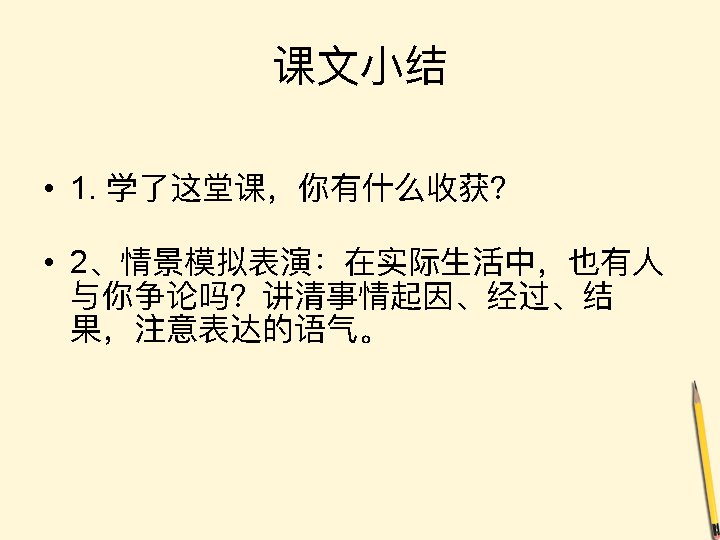 课文小结
• 1. 学了这堂课，你有什么收获?
• 2、情景模拟表演：在实际生活中，也有人
与你争论吗？讲清事情起因、经过、结
果，注意表达的语气。